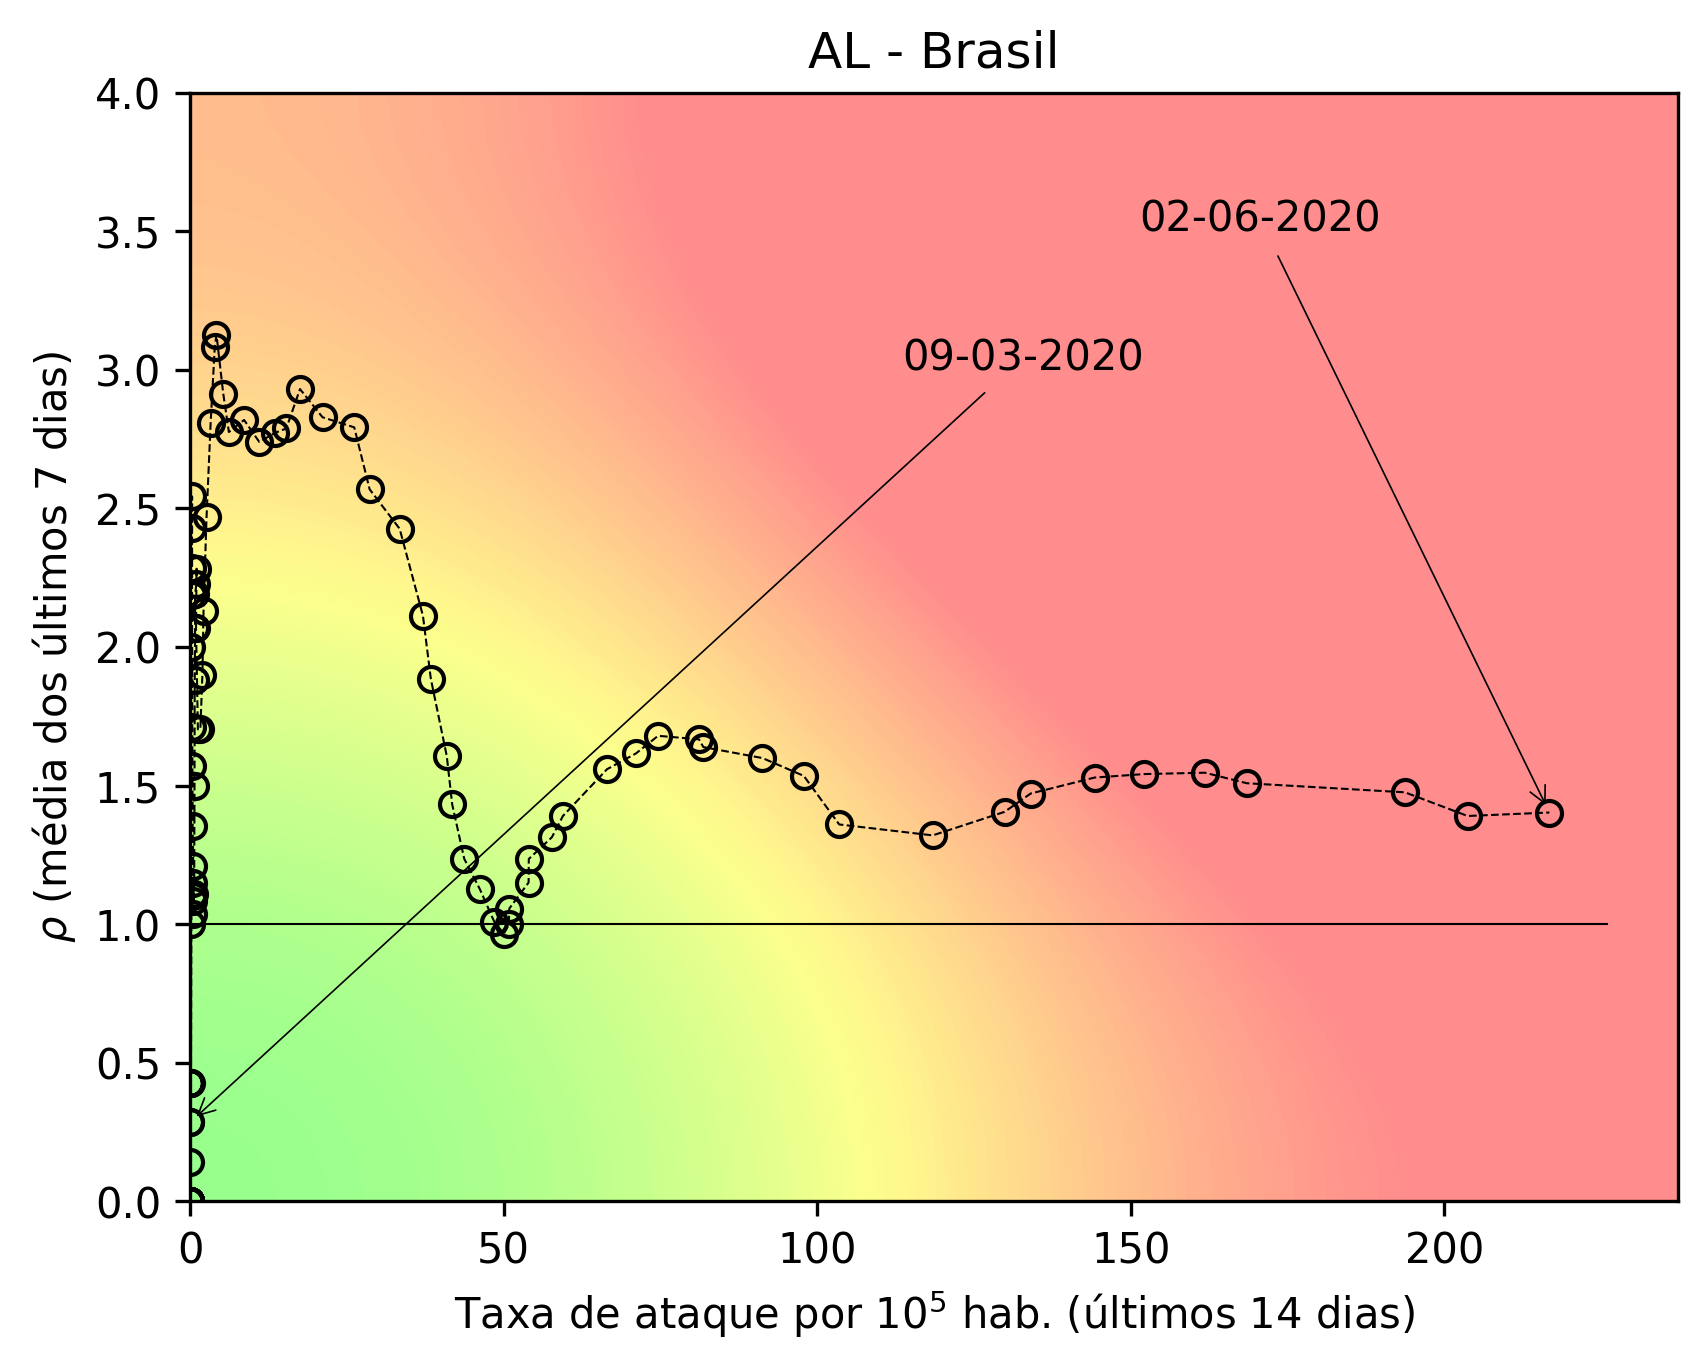 AL - Brasil
4.0
3.5
3.0
2.5
2.0
1.5
1.0
0.5
0.0
ρ (média dos últimos 7 dias)
02-06-2020
09-03-2020
0 50 100 150 200
Taxa de ataque por 10⁵ hab. (últimos 14 dias)